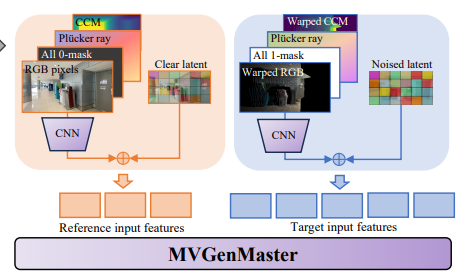 CCM
Plücker ray
All 0-mask
RGB pixels
Clear latent
CNN
Reference input features
Warped CCM
Plücker ray
All 1-mask
Warped RGB
Noised latent
CNN
Target input features
MVGenMaster